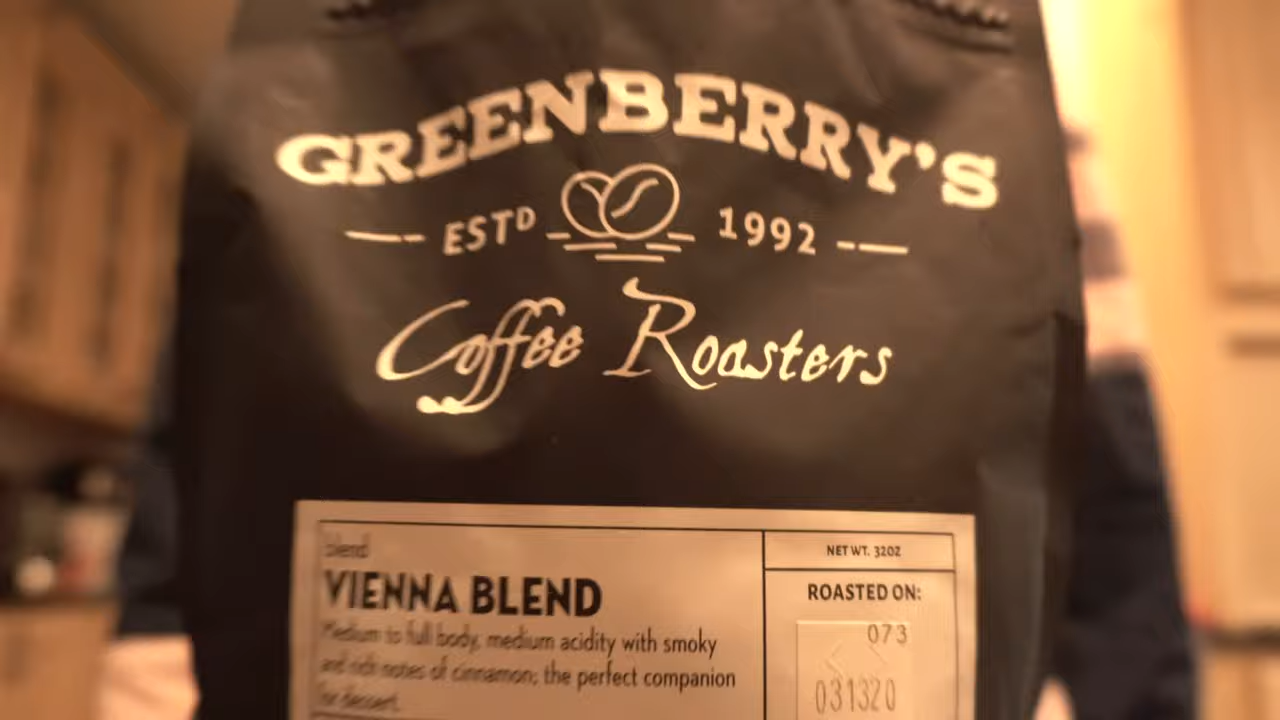 GREENBERRY'S
ESTD 1992
Coffee Roasters
blend
VIENNA BLEND
Medium to full body, medium acidity with smoky
and rich notes of cinnamon; the perfect companion
for dessert.
NET WT. 32OZ
ROASTED ON:
073
031320